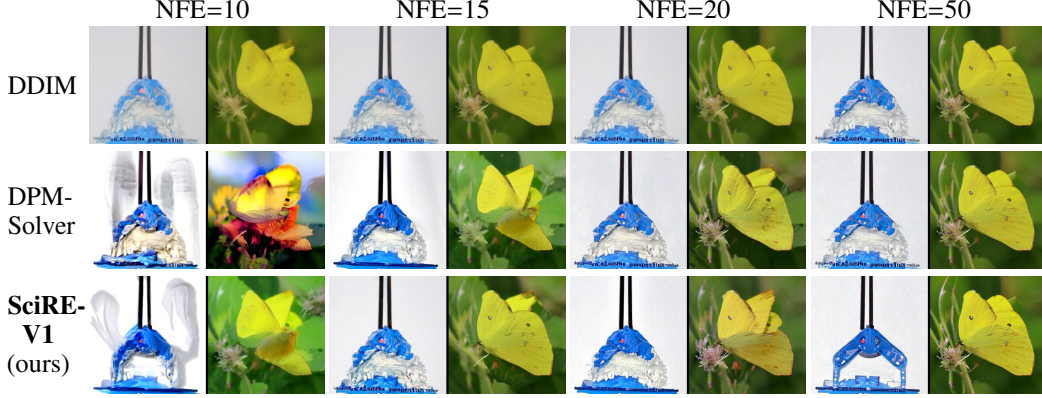 NFE=10 NFE=15 NFE=20 NFE=50
DDIM
DPM-
Solver
SciRE-
V1
(ours)